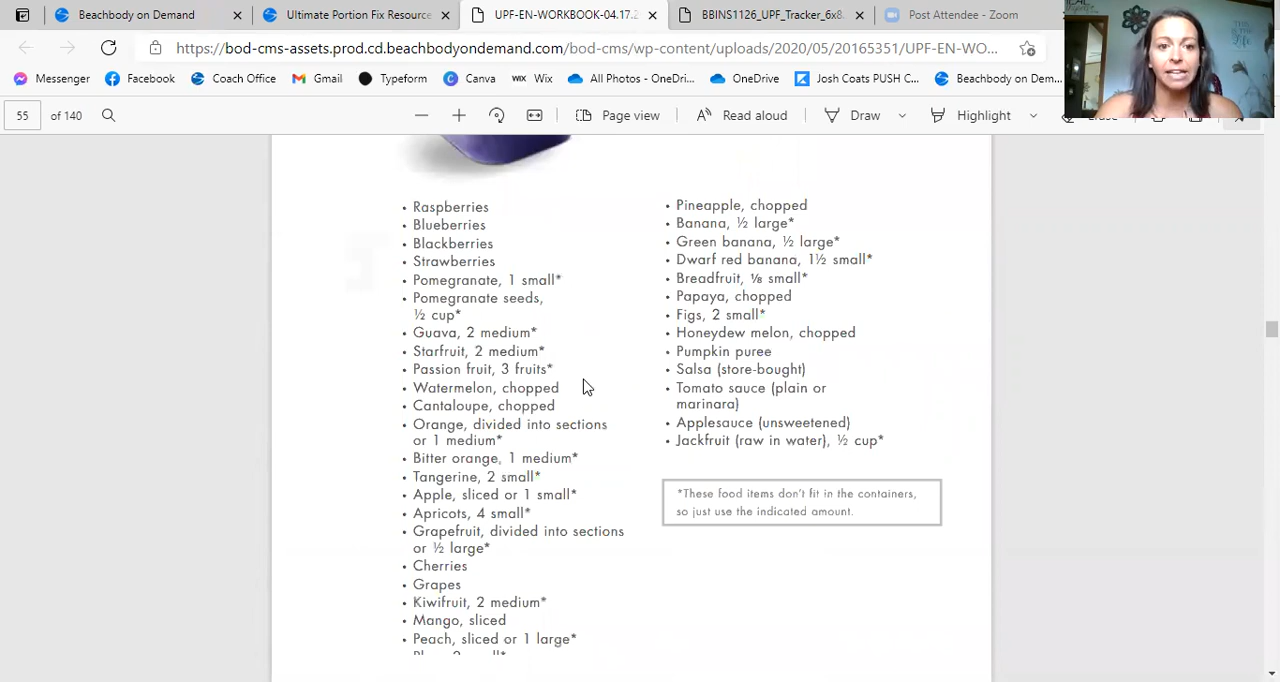 Beachbody on Demand
Ultimate Portion Fix Resource
UPF-EN-WORKBOOK-04.17.2
BBINS1126_UPF_Tracker_6x8
Post Attendee - Zoom
https://bod-cms-assets.prod.cd.beachbodyondemand.com/bod-cms/wp-content/uploads/2020/05/20165351/UPF-EN-WO...
Messenger
Facebook
Coach Office
Gmail
Typeform
Canva
WIX Wix
All Photos - OneDri...
OneDrive
Josh Coats PUSH C...
Beachbody on Dem...
55 of 140
Page view
Read aloud
Draw
Highlight
• Raspberries
• Blueberries
• Blackberries
• Strawberries
• Pomegranate, 1 small*
• Pomegranate seeds,
½ cup*
• Guava, 2 medium*
• Starfruit, 2 medium*
• Passion fruit, 3 fruits*
• Watermelon, chopped
• Cantaloupe, chopped
• Orange, divided into sections
or 1 medium*
• Bitter orange, 1 medium*
• Tangerine, 2 small*
• Apple, sliced or 1 small*
• Apricots, 4 small*
• Grapefruit, divided into sections
or ½ large*
• Cherries
• Grapes
• Kiwifruit, 2 medium*
• Mango, sliced
• Peach, sliced or 1 large*
• Pineapple, chopped
• Banana, ½ large*
• Green banana, ½ large*
• Dwarf red banana, 1½ small*
• Breadfruit, ⅛ small*
• Papaya, chopped
• Figs, 2 small*
• Honeydew melon, chopped
• Pumpkin puree
• Salsa (store-bought)
• Tomato sauce (plain or
marinara)
• Applesauce (unsweetened)
• Jackfruit (raw in water), ½ cup*
*These food items don't fit in the containers,
so just use the indicated amount.